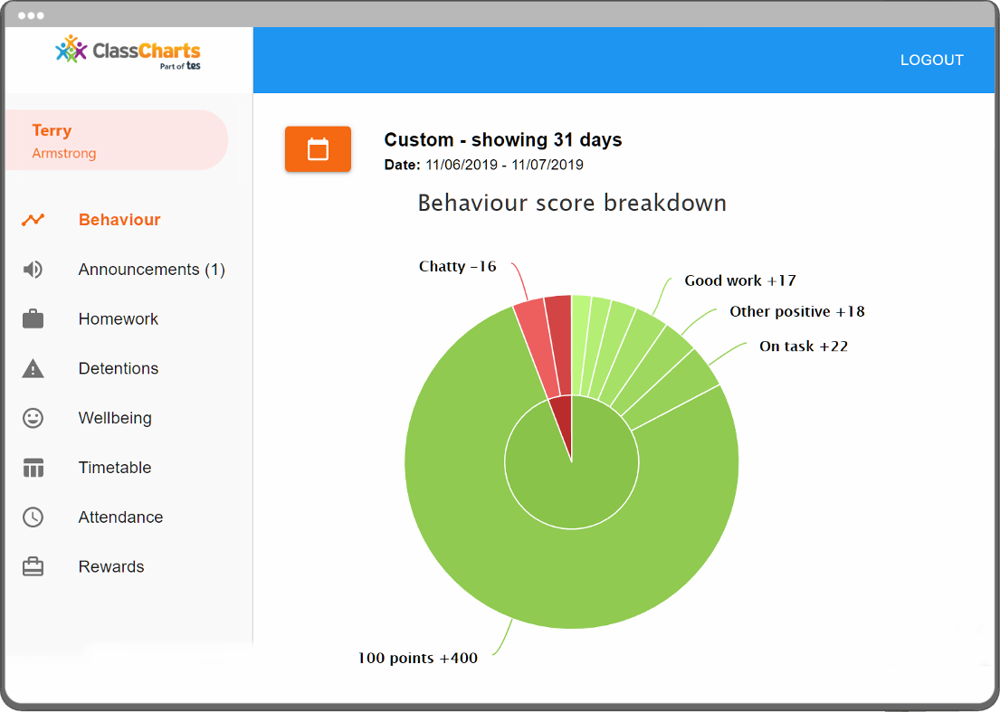 ClassCharts
Part of tes
LOGOUT
Terry
Armstrong
Behaviour
Announcements (1)
Homework
Detentions
Wellbeing
Timetable
Attendance
Rewards
Custom - showing 31 days
Date: 11/06/2019 - 11/07/2019
Behaviour score breakdown
Chatty −16
Good work +17
Other positive +18
On task +22
100 points +400